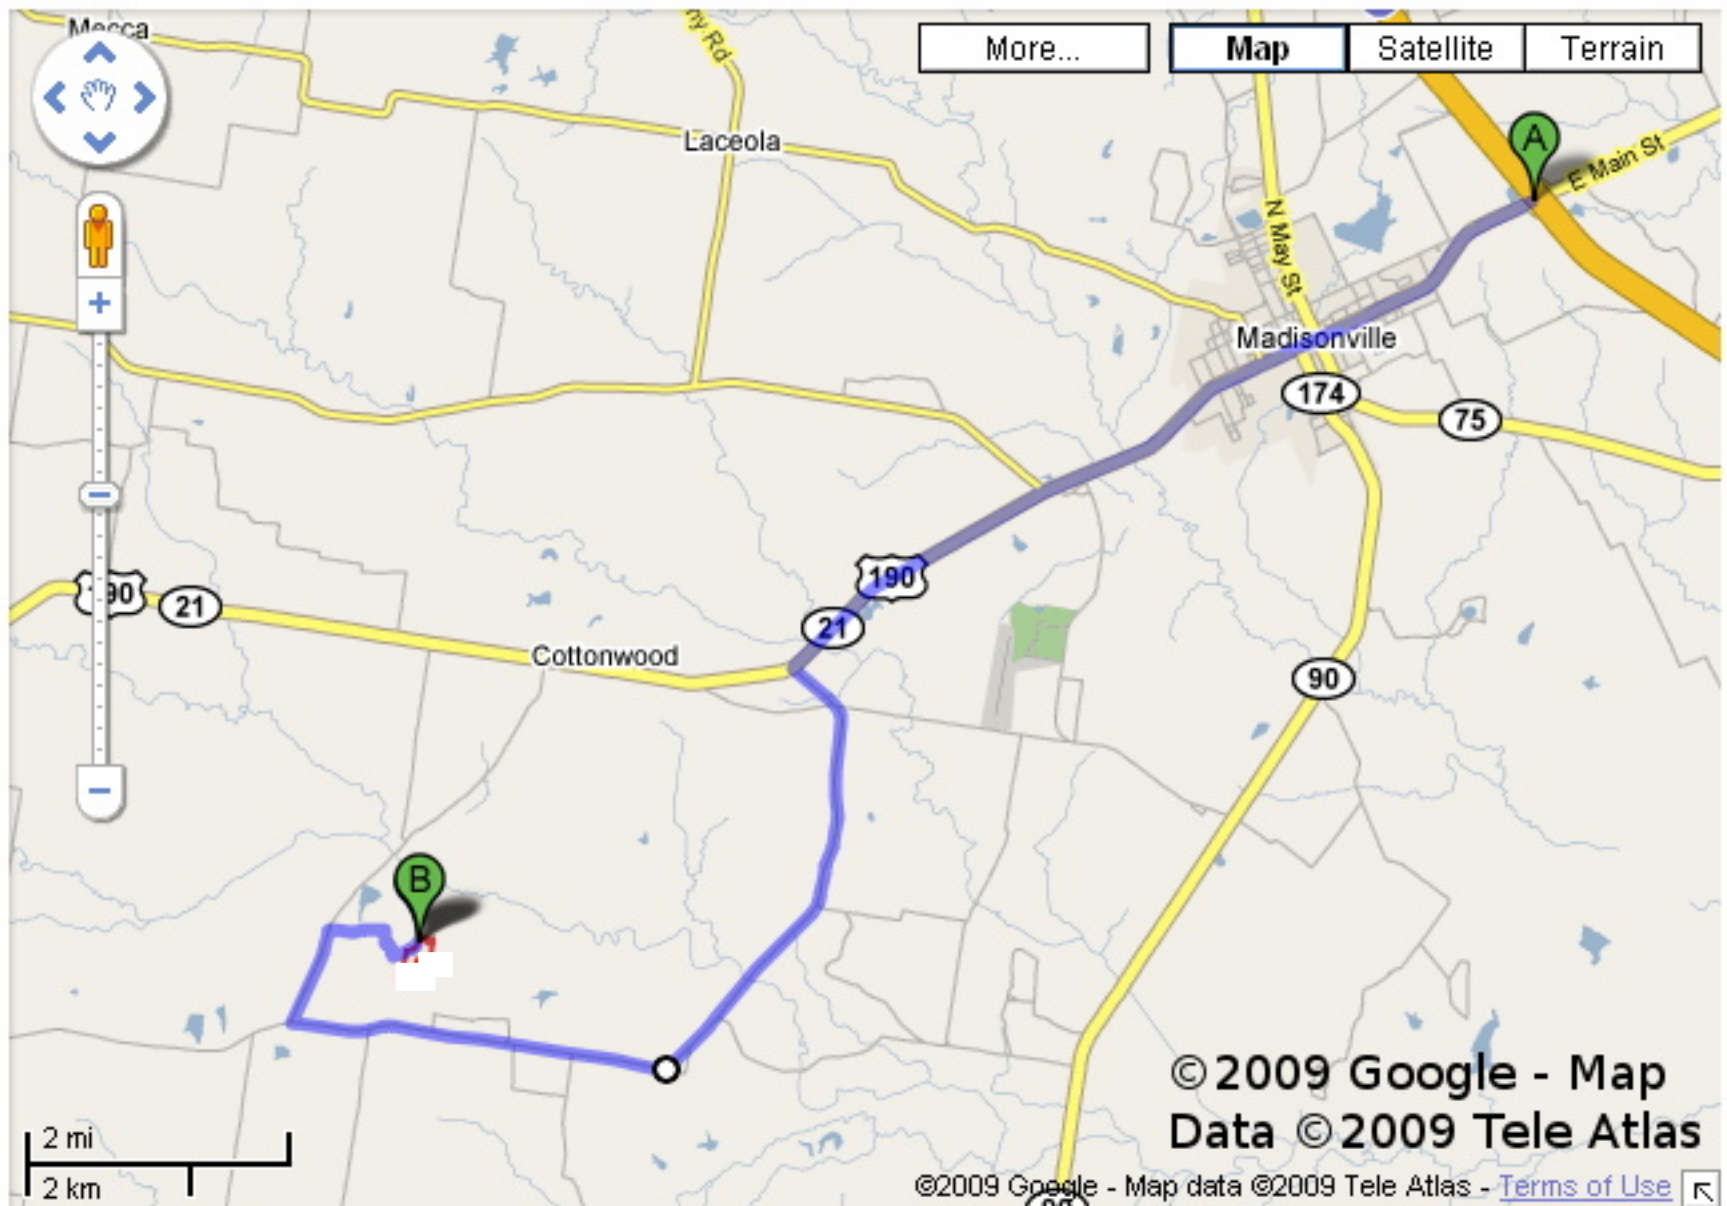 Mecca
ny Rd
More...
Map
Satellite
Terrain
Laceola
A
E Main St
N May St
Madisonville
174
75
190
21
90
21
Cottonwood
90
B
2 mi
2 km
©2009 Google - Map
Data ©2009 Tele Atlas
©2009 Google - Map data ©2009 Tele Atlas - Terms of Use